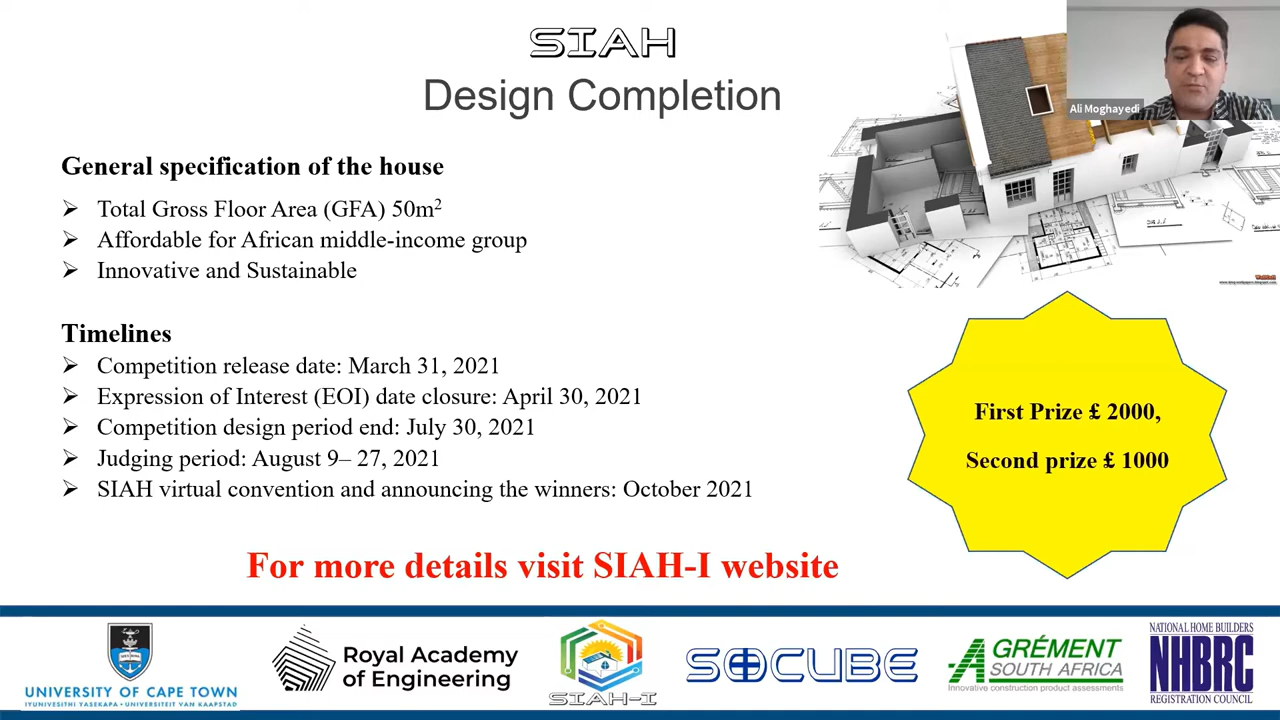 SIAH
Design Completion
Ali Moghayedi
General specification of the house
➢ Total Gross Floor Area (GFA) 50m²
➢ Affordable for African middle-income group
➢ Innovative and Sustainable
Timelines
➢ Competition release date: March 31, 2021
➢ Expression of Interest (EOI) date closure: April 30, 2021
➢ Competition design period end: July 30, 2021
➢ Judging period: August 9– 27, 2021
➢ SIAH virtual convention and announcing the winners: October 2021
First Prize £ 2000,
Second prize £ 1000
For more details visit SIAH-I website
UNIVERSITY OF CAPE TOWN
IYUNIVESITHI YASEKAPA • UNIVERSITEIT VAN KAAPSTAD
Royal Academy
of Engineering
SIAH-I
SOCUBE
AGRÉMENT
SOUTH AFRICA
Innovative construction product assessments
NATIONAL HOME BUILDERS
NHBRC
REGISTRATION COUNCIL